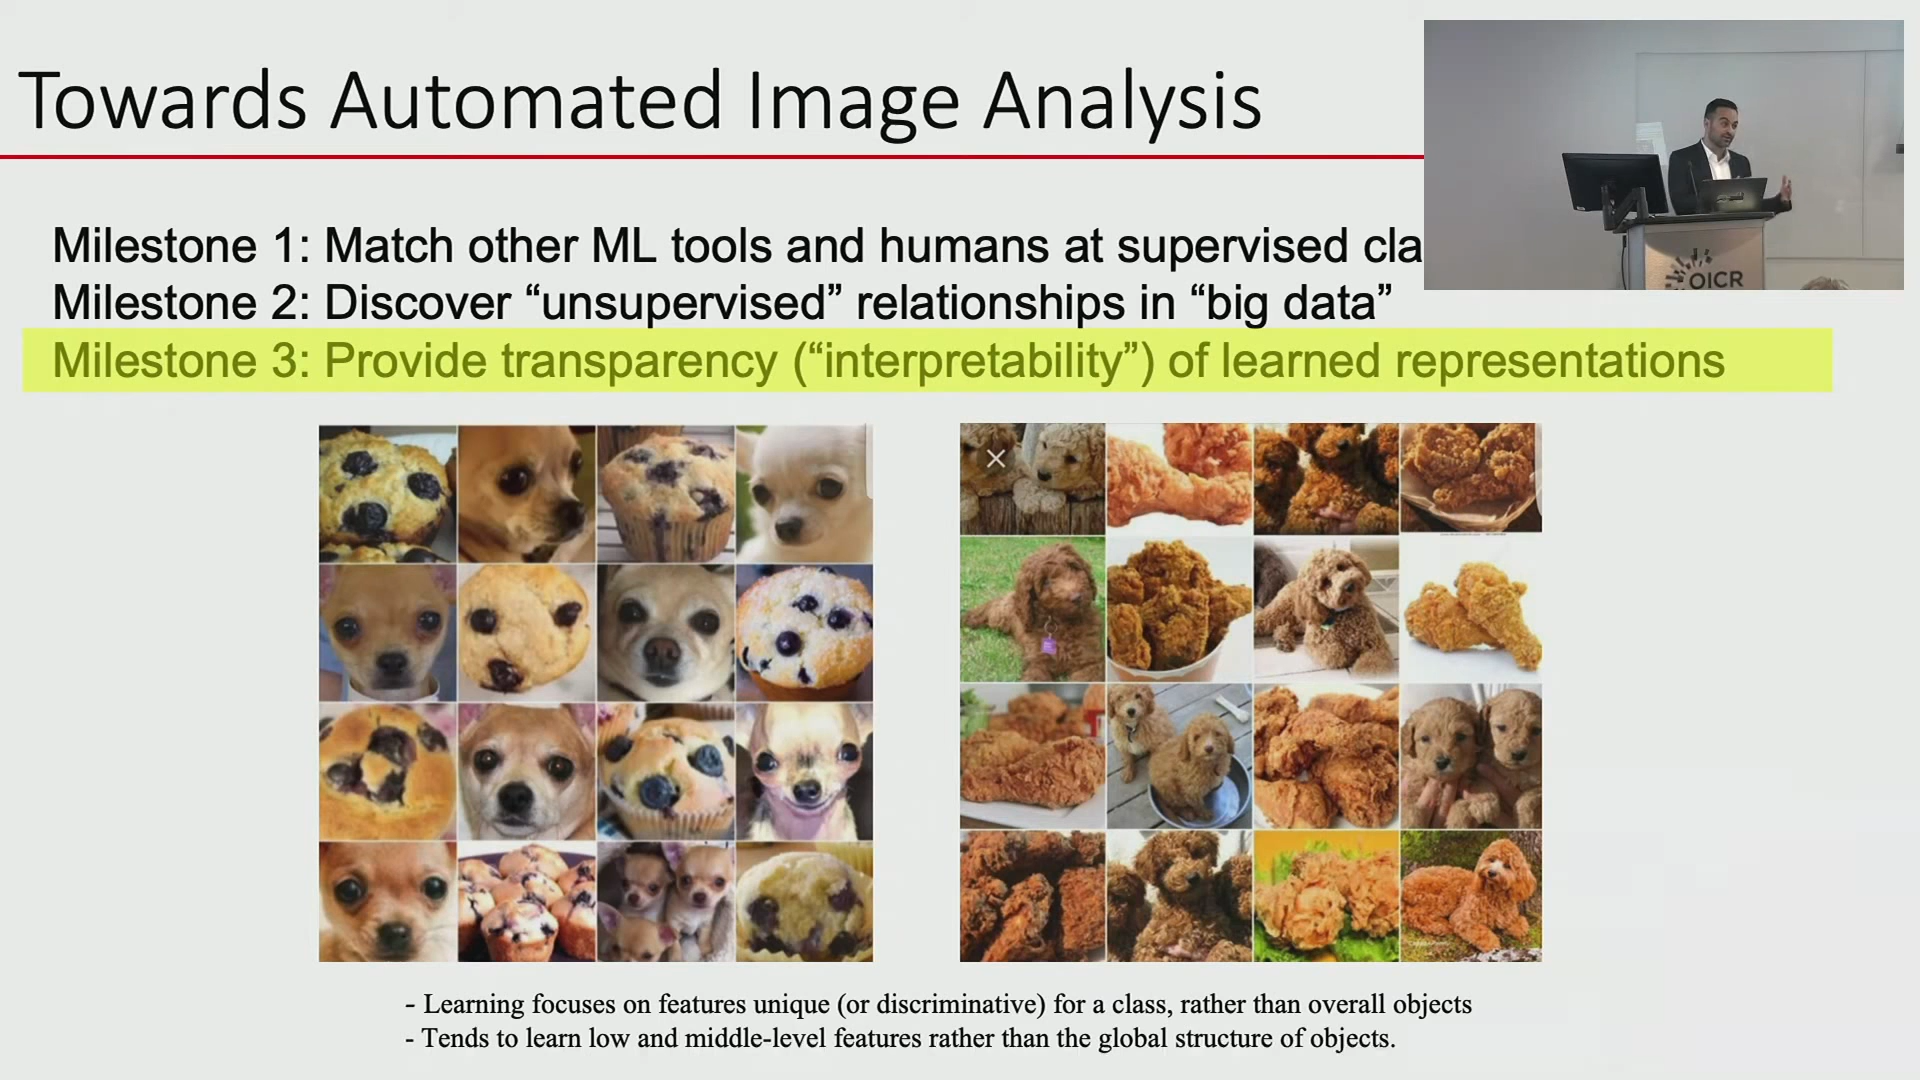 Towards Automated Image Analysis
Milestone 1: Match other ML tools and humans at supervised
Milestone 2: Discover “unsupervised” relationships in “big data”
Milestone 3: Provide transparency (“interpretability”) of learned representations
OICR
- Learning focuses on features unique (or discriminative) for a class, rather than overall objects
- Tends to learn low and middle-level features rather than the global structure of objects.